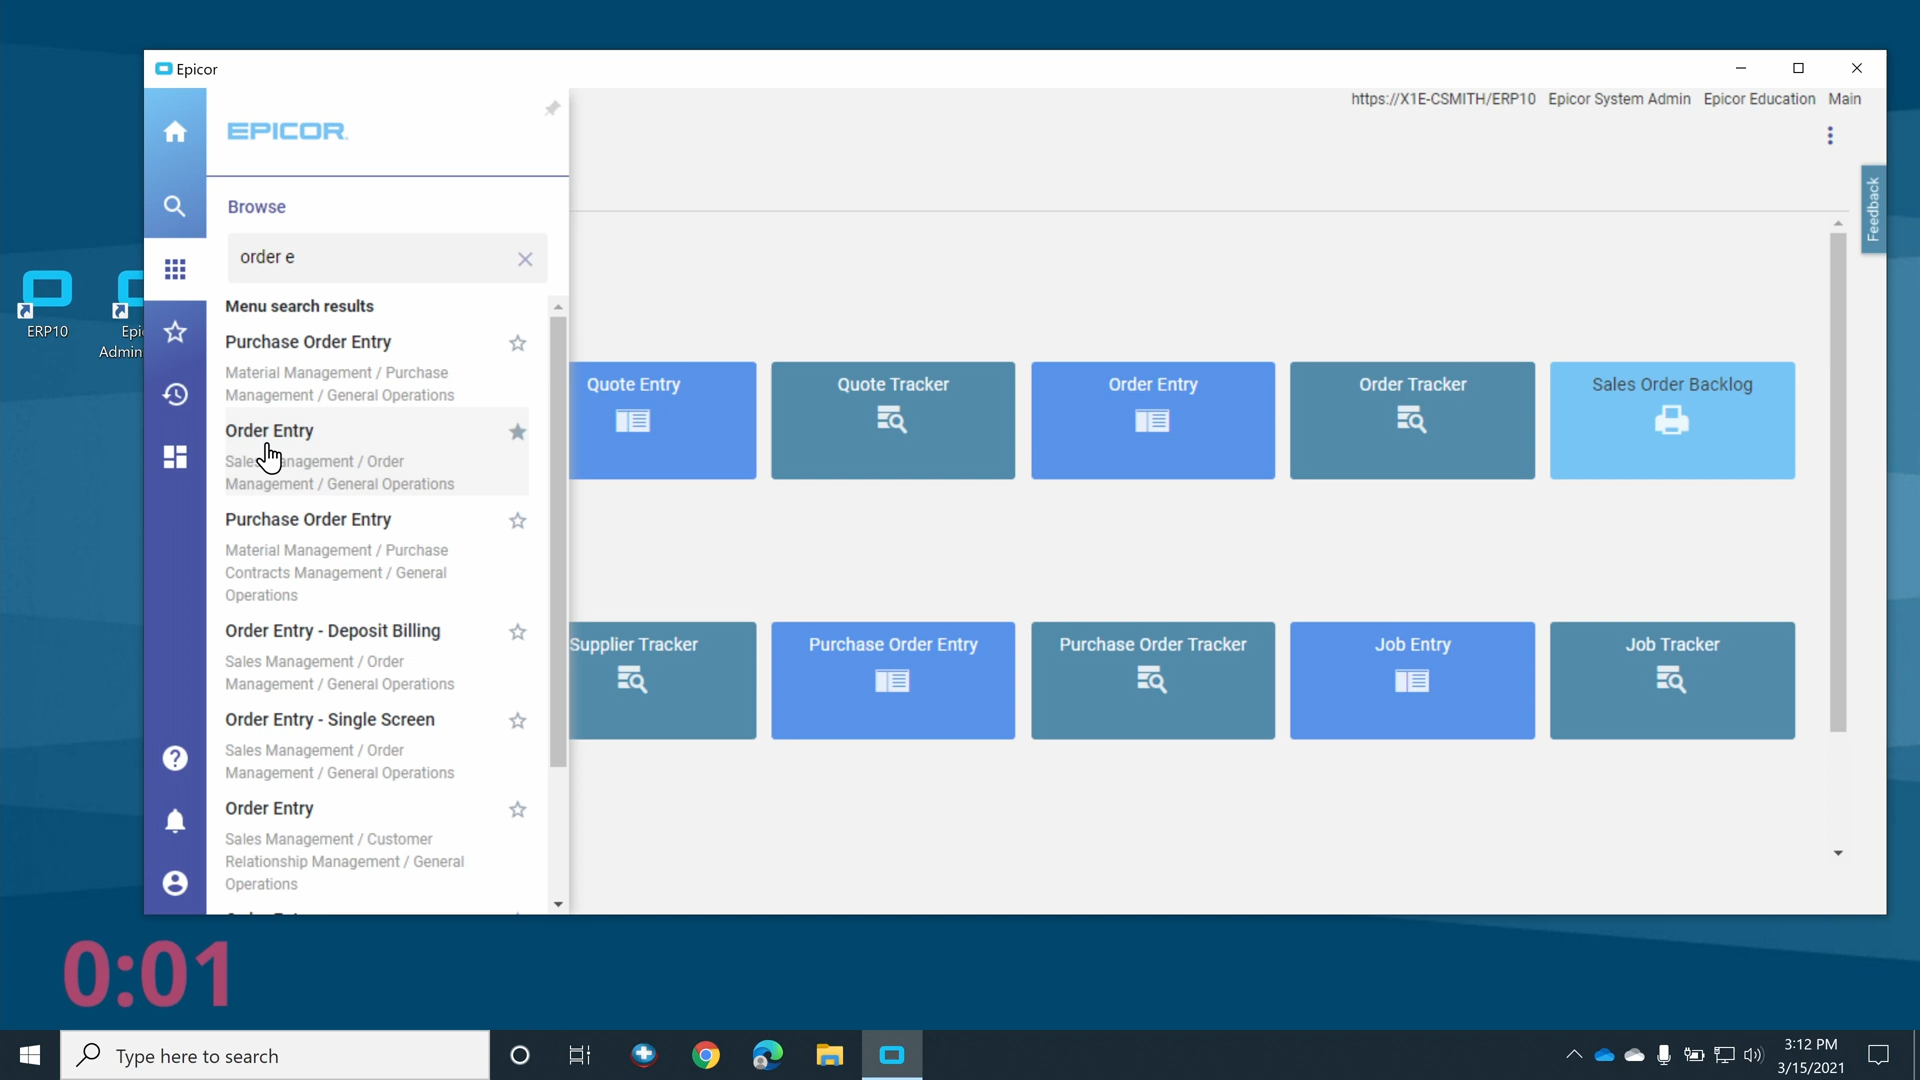 Epicor
https://X1E-CSMITH/ERP10 Epicor System Admin Epicor Education Main
EPICOR
Feedback
Browse
order e
Menu search results
Purchase Order Entry
Material Management / Purchase
Management / General Operations
Order Entry
Management / Order
Management / General Operations
Purchase Order Entry
Material Management / Purchase
Contracts Management / General
Operations
Order Entry - Deposit Billing
Sales Management / Order
Management / General Operations
Order Entry - Single Screen
Sales Management / Order
Management / General Operations
Order Entry
Sales Management / Customer
Relationship Management / General
Operations
Quote Entry
Quote Tracker
Order Entry
Order Tracker
Sales Order Backlog
Supplier Tracker
Purchase Order Entry
Purchase Order Tracker
Job Entry
Job Tracker
ERP10
Admin
0:01
Type here to search
3:12 PM
3/15/2021